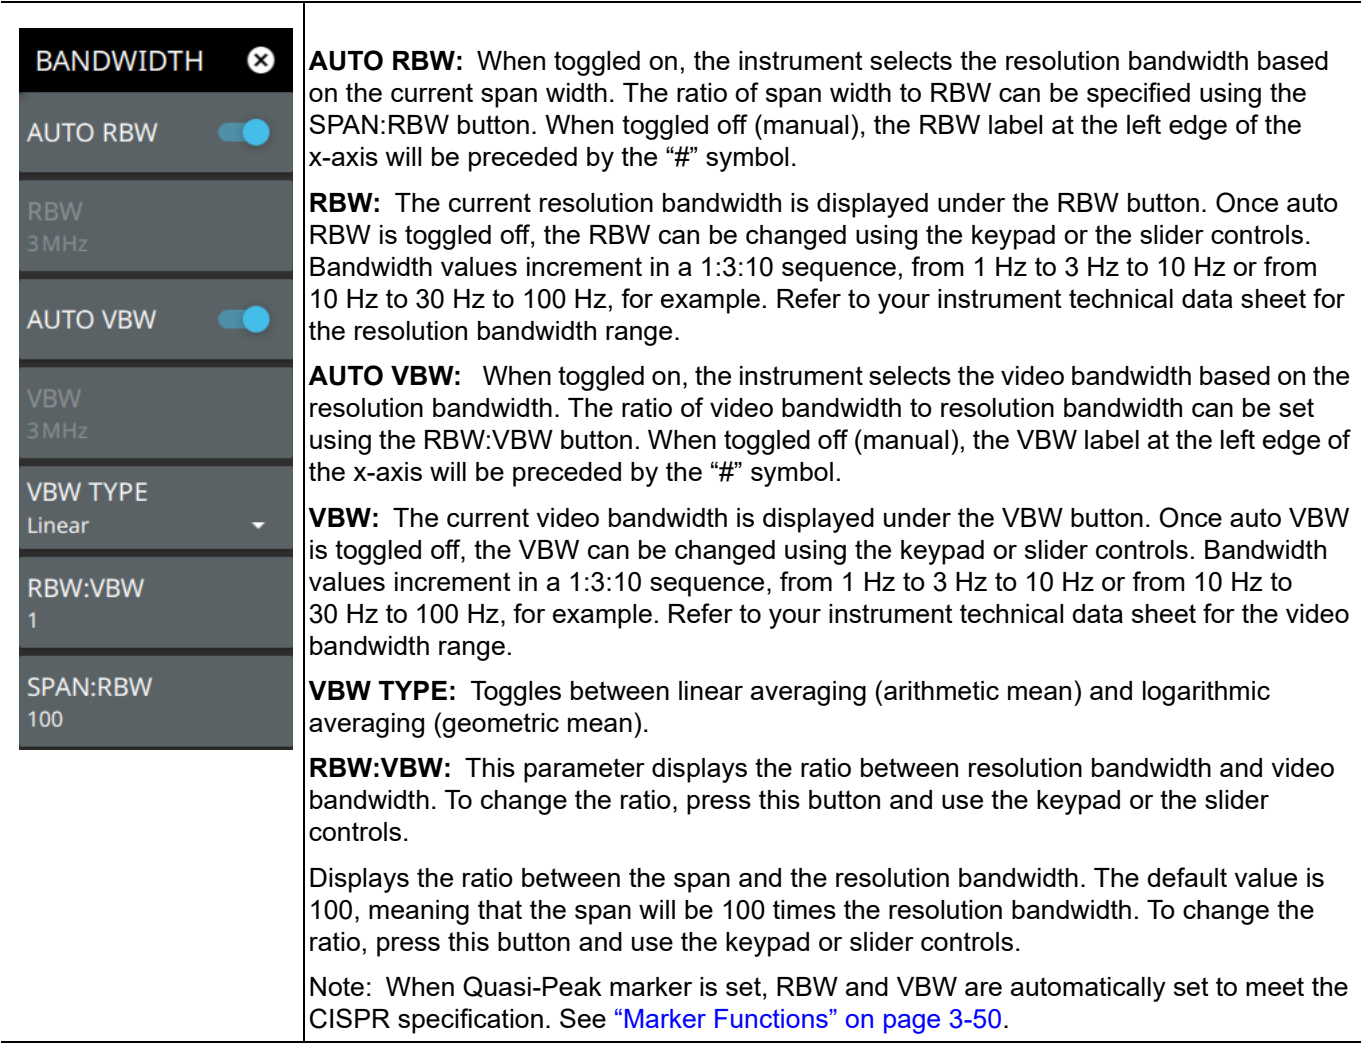 BANDWIDTH
AUTO RBW
RBW
3 MHz
AUTO VBW
VBW
3 MHz
VBW TYPE
Linear
RBW:VBW
1
SPAN:RBW
100
AUTO RBW: When toggled on, the instrument selects the resolution bandwidth based
on the current span width. The ratio of span width to RBW can be specified using the
SPAN:RBW button. When toggled off (manual), the RBW label at the left edge of the
x-axis will be preceded by the “#” symbol.
RBW: The current resolution bandwidth is displayed under the RBW button. Once auto
RBW is toggled off, the RBW can be changed using the keypad or the slider controls.
Bandwidth values increment in a 1:3:10 sequence, from 1 Hz to 3 Hz to 10 Hz or from
10 Hz to 30 Hz to 100 Hz, for example. Refer to your instrument technical data sheet for
the resolution bandwidth range.
AUTO VBW: When toggled on, the instrument selects the video bandwidth based on the
resolution bandwidth. The ratio of video bandwidth to resolution bandwidth can be set
using the RBW:VBW button. When toggled off (manual), the VBW label at the left edge of
the x-axis will be preceded by the “#” symbol.
VBW: The current video bandwidth is displayed under the VBW button. Once auto VBW
is toggled off, the VBW can be changed using the keypad or slider controls. Bandwidth
values increment in a 1:3:10 sequence, from 1 Hz to 3 Hz to 10 Hz or from 10 Hz to
30 Hz to 100 Hz, for example. Refer to your instrument technical data sheet for the video
bandwidth range.
VBW TYPE: Toggles between linear averaging (arithmetic mean) and logarithmic
averaging (geometric mean).
RBW:VBW: This parameter displays the ratio between resolution bandwidth and video
bandwidth. To change the ratio, press this button and use the keypad or the slider
controls.
Displays the ratio between the span and the resolution bandwidth. The default value is
100, meaning that the span will be 100 times the resolution bandwidth. To change the
ratio, press this button and use the keypad or slider controls.
Note: When Quasi-Peak marker is set, RBW and VBW are automatically set to meet the
CISPR specification. See “Marker Functions” on page 3-50.